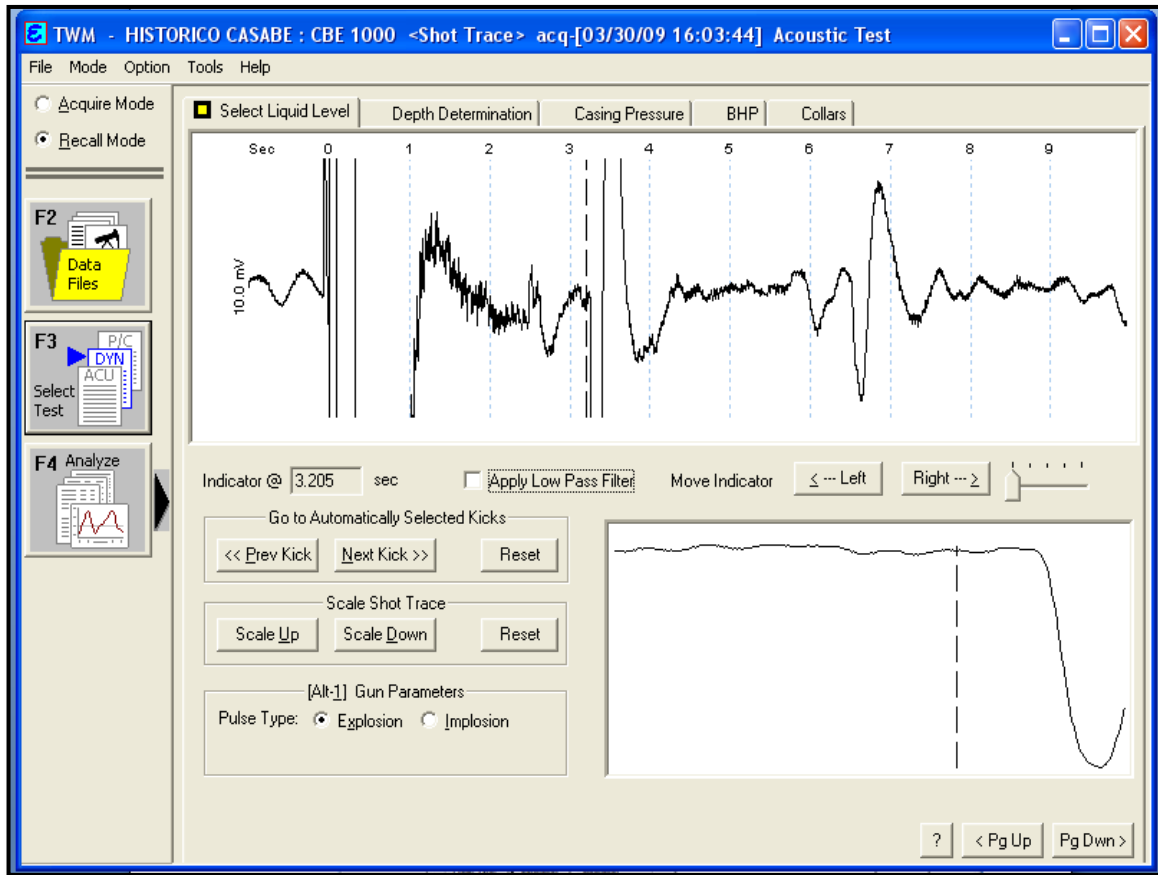 TWM - HISTORICO CASABE : CBE 1000 <Shot Trace> acq-[03/30/09 16:03:44] Acoustic Test
File Mode Option Tools Help
Acquire Mode
Recall Mode
F2
Data
Files
F3
P/C
DYN
ACU
Select
Test
F4 Analyze
Select Liquid Level Depth Determination Casing Pressure BHP Collars
Sec 0 1 2 3 4 5 6 7 8 9
10.0 mV
Indicator @ 3.205 sec Apply Low Pass Filter Move Indicator < --- Left Right --- >
Go to Automatically Selected Kicks
<< Prev Kick Next Kick >> Reset
Scale Shot Trace
Scale Up Scale Down Reset
[Alt-1] Gun Parameters
Pulse Type: Explosion Implosion
? < Pg Up Pg Dwn >